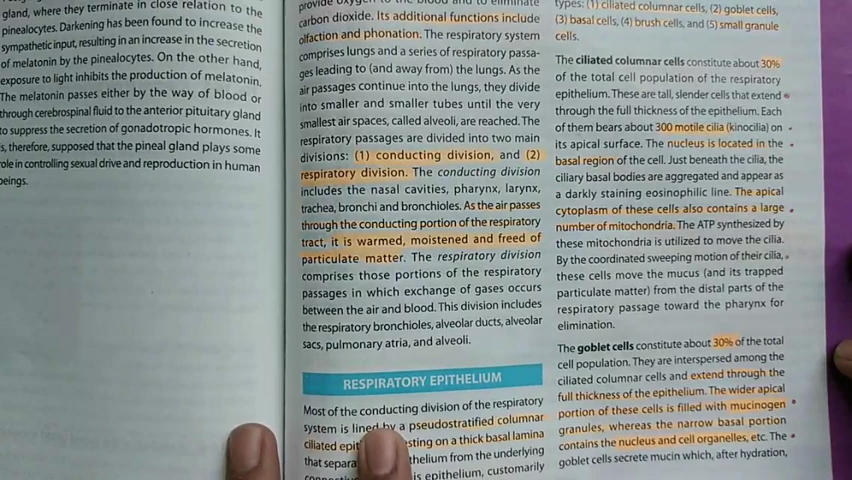 gland, where they terminate in close relation to the
pinealocytes. Darkening has been found to increase the
sympathetic input, resulting in an increase in the secretion
of melatonin by the pinealocytes. On the other hand,
exposure to light inhibits the production of melatonin.
The melatonin passes either by the way of blood or
through cerebrospinal fluid to the anterior pituitary gland
to suppress the secretion of gonadotropic hormones. It
is, therefore, supposed that the pineal gland plays some
role in controlling sexual drive and reproduction in human
beings.
provide oxygen to the blood and to eliminate
carbon dioxide. Its additional functions include
olfaction and phonation. The respiratory system
comprises lungs and a series of respiratory passa-
ges leading to (and away from) the lungs. As the
air passages continue into the lungs, they divide
into smaller and smaller tubes until the very
smallest air spaces, called alveoli, are reached. The
respiratory passages are divided into two main
divisions: (1) conducting division, and (2)
respiratory division. The conducting division
includes the nasal cavities, pharynx, larynx,
trachea, bronchi and bronchioles. As the air passes
through the conducting portion of the respiratory
tract, it is warmed, moistened and freed of
particulate matter. The respiratory division
comprises those portions of the respiratory
passages in which exchange of gases occurs
between the air and blood. This division includes
the respiratory bronchioles, alveolar ducts, alveolar
sacs, pulmonary atria, and alveoli.
RESPIRATORY EPITHELIUM
Most of the conducting division of the respiratory
system is lined by a pseudostratified columnar
ciliated esting on a thick basal lamina
that separa thelium from the underlying
is epithelium, customarily
types: (1) ciliated columnar cells, (2) goblet cells,
(3) basal cells, (4) brush cells, and (5) small granule
cells.
The ciliated columnar cells constitute about 30%
of the total cell population of the respiratory
epithelium. These are tall, slender cells that extend
through the full thickness of the epithelium. Each
of them bears about 300 motile cilia (kinocilia) on
its apical surface. The nucleus is located in the
basal region of the cell. Just beneath the cilia, the
ciliary basal bodies are aggregated and appear as
a darkly staining eosinophilic line. The apical
cytoplasm of these cells also contains a large
number of mitochondria. The ATP synthesized by
these mitochondria is utilized to move the cilia.
By the coordinated sweeping motion of their cilia,
these cells move the mucus (and its trapped
particulate matter) from the distal parts of the
respiratory passage toward the pharynx for
elimination.
The goblet cells constitute about 30% of the total
cell population. They are interspersed among the
ciliated columnar cells and extend through the
full thickness of the epithelium. The wider apical
portion of these cells is filled with mucinogen
granules, whereas the narrow basal portion
contains the nucleus and cell organelles, etc. The
goblet cells secrete mucin which, after hydration,